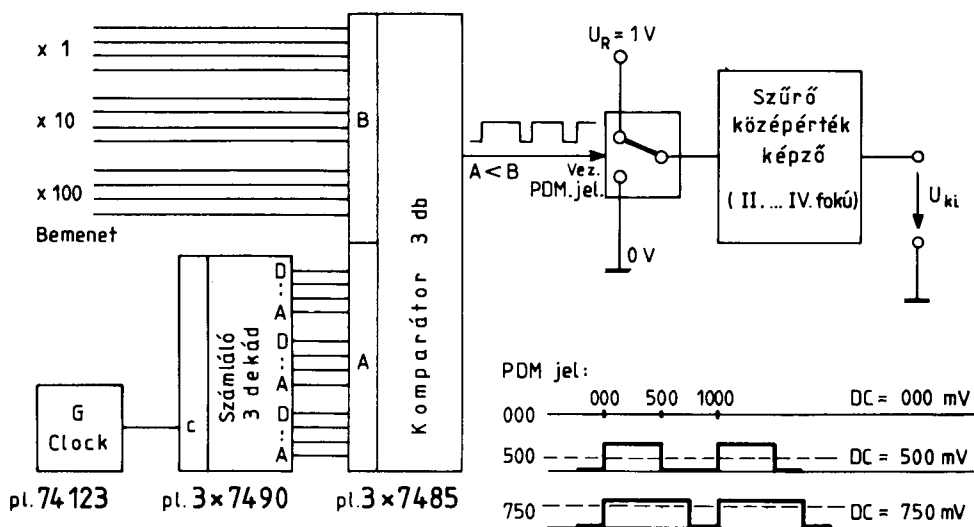 x 1
x 10
x 100
Bemenet
B
A
Komparátor 3 db
pl. 3×7485
D
A
D
A
D
A
Számláló
3 dekád
C
pl. 3×7490
G
Clock
pl. 74123
A < B
U_R = 1 V
Vez.
PDM. jel.
0 V
Szűrő
középérték
képző
( II. ... IV. fokú)
U_ki
PDM jel:
000 500 1000
000 DC = 000 mV
500 DC = 500 mV
750 DC = 750 mV